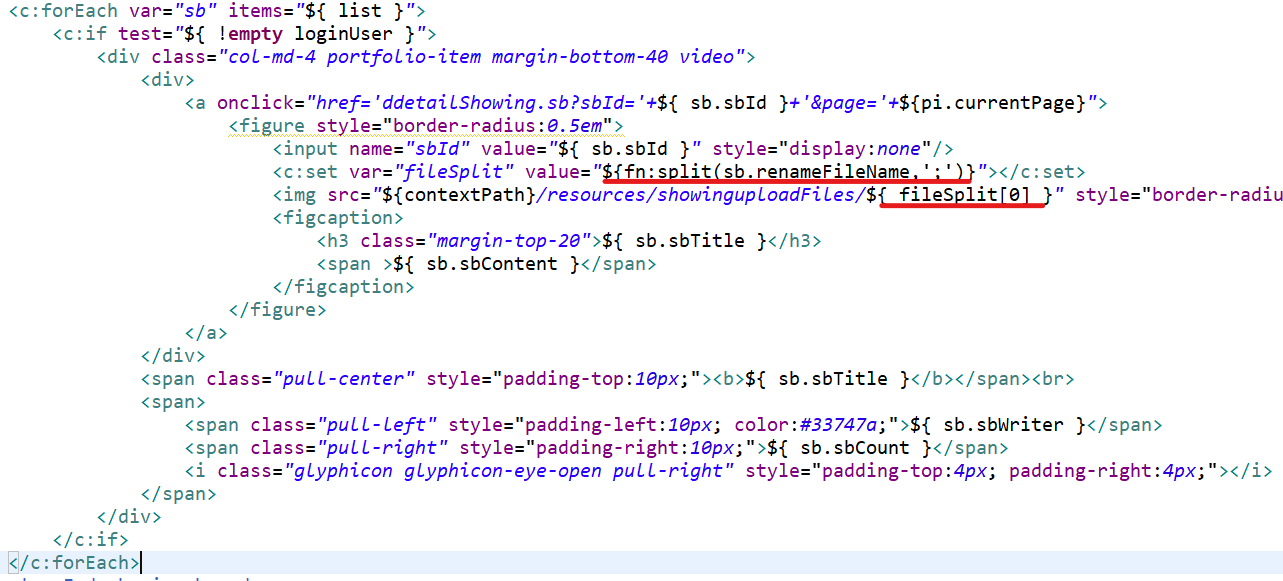 <c:forEach var="sb" items="${ list }">
<c:if test="${ !empty loginUser }">
<div class="col-md-4 portfolio-item margin-bottom-40 video">
<div>
<a onclick="href='ddetailShowing.sb?sbId='+${ sb.sbId }+'&page='+${pi.currentPage}">
<figure style="border-radius:0.5em">
<input name="sbId" value="${ sb.sbId }" style="display:none"/>
<c:set var="fileSplit" value="${fn:split(sb.renameFileName,';')}"></c:set>
<img src="${contextPath}/resources/showinguploadFiles/${ fileSplit[0] }" style="border-radiu
<figcaption>
<h3 class="margin-top-20">${ sb.sbTitle }</h3>
<span >${ sb.sbContent }</span>
</figcaption>
</figure>
</a>
</div>
<span class="pull-center" style="padding-top:10px;"><b>${ sb.sbTitle }</b></span><br>
<span>
<span class="pull-left" style="padding-left:10px; color:#33747a;">${ sb.sbWriter }</span>
<span class="pull-right" style="padding-right:10px;">${ sb.sbCount }</span>
<i class="glyphicon glyphicon-eye-open pull-right" style="padding-top:4px; padding-right:4px;"></i>
</span>
</div>
</c:if>
</c:forEach>